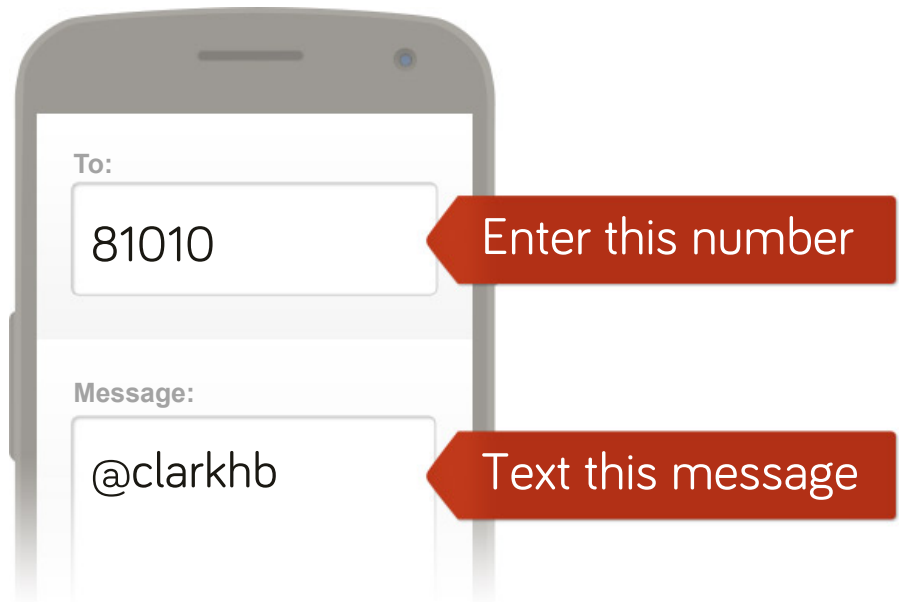 To:
81010
Enter this number
Message:
@clarkhb
Text this message